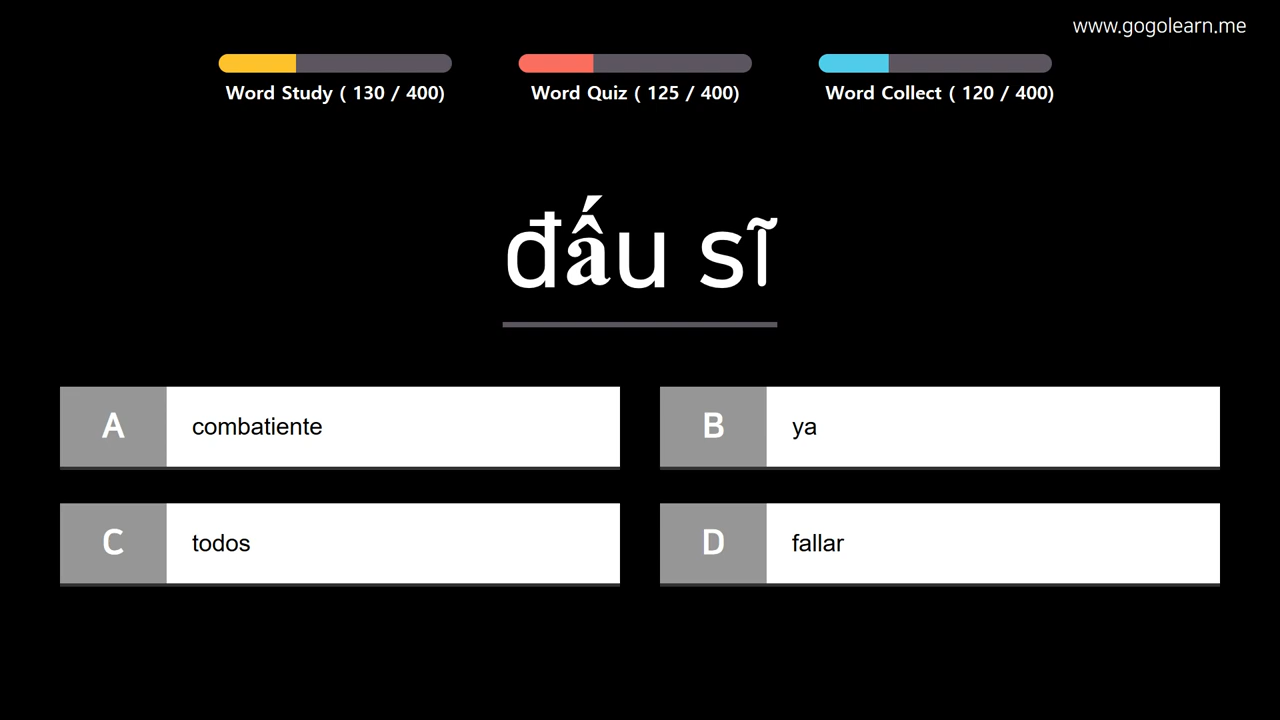 www.gogolearn.me
Word Study ( 130 / 400)
Word Quiz ( 125 / 400)
Word Collect ( 120 / 400)
đấu sĩ
A combatiente
B ya
C todos
D fallar